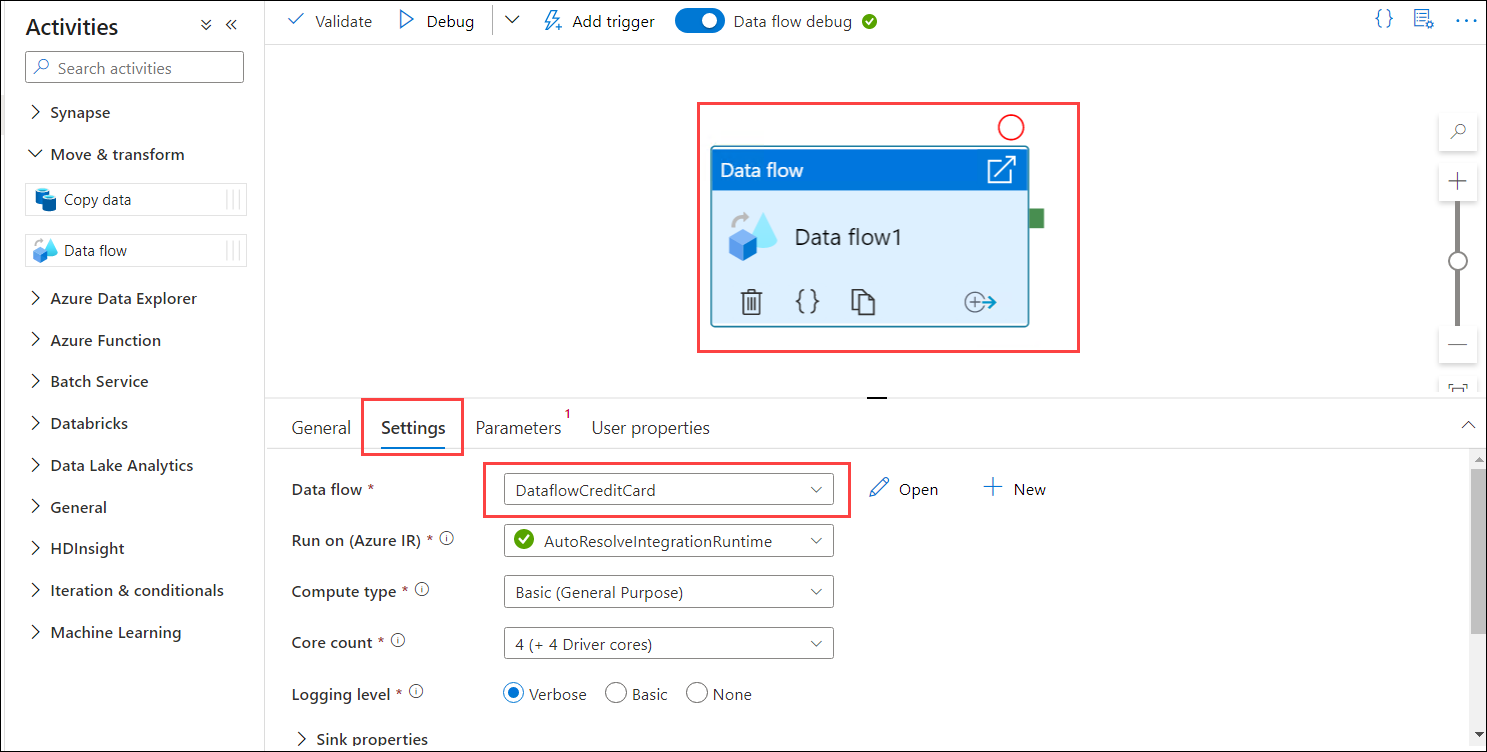 Activities
Search activities
Synapse
Move & transform
Copy data
Data flow
Azure Data Explorer
Azure Function
Batch Service
Databricks
Data Lake Analytics
General
HDInsight
Iteration & conditionals
Machine Learning
Validate Debug Add trigger Data flow debug
Data flow
Data flow1
General Settings Parameters 1 User properties
Data flow * DataflowCreditCard Open New
Run on (Azure IR) * AutoResolveIntegrationRuntime
Compute type * Basic (General Purpose)
Core count * 4 (+ 4 Driver cores)
Logging level * Verbose Basic None
Sink properties